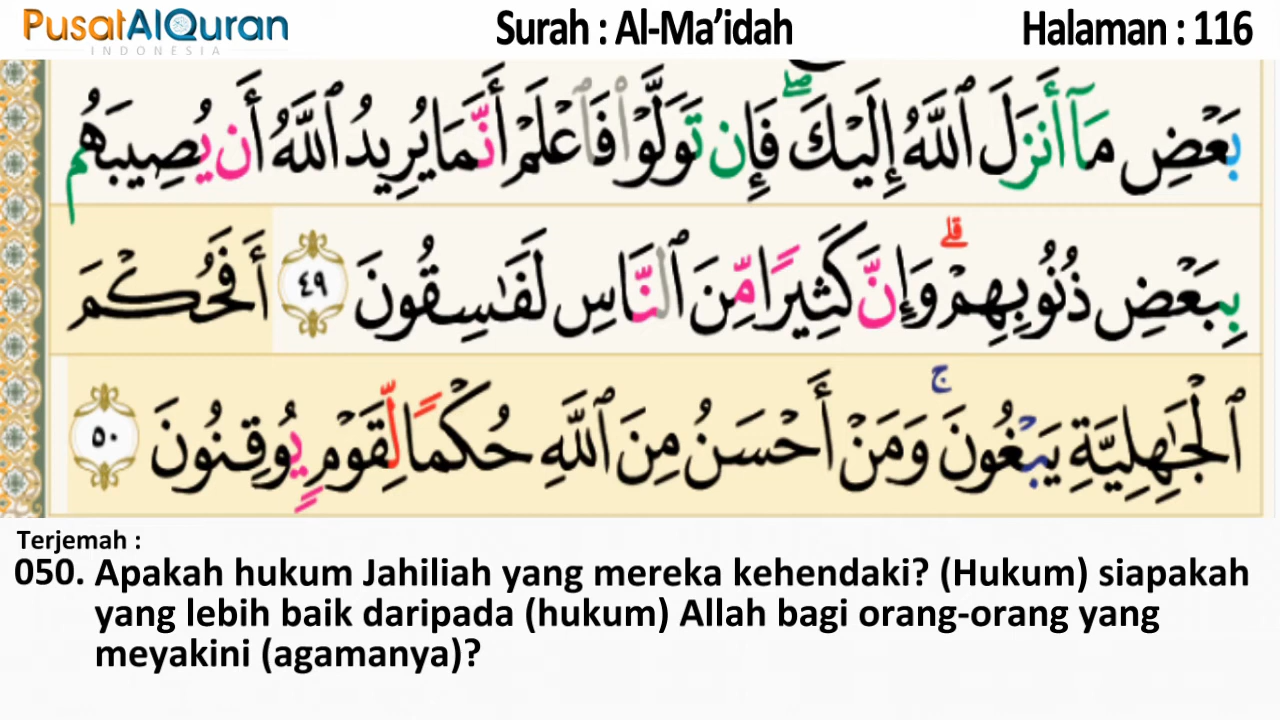 PusatAlQuran
INDONESIA
Surah : Al-Ma’idah
Halaman : 116
بَعْضِ مَآ أَنزَلَ ٱللَّهُ إِلَيْكَ ۖ فَإِن تَوَلَّوْا۟ فَٱعْلَمْ أَنَّمَا يُرِيدُ ٱللَّهُ أَن يُصِيبَهُم
بِبَعْضِ ذُنُوبِهِمْ ۗ وَإِنَّ كَثِيرًا مِّنَ ٱلنَّاسِ لَفَـٰسِقُونَ ٤٩ أَفَحُكْمَ
ٱلْجَـٰهِلِيَّةِ يَبْغُونَ ۚ وَمَنْ أَحْسَنُ مِنَ ٱللَّهِ حُكْمًا لِّقَوْمٍ يُوقِنُونَ ٥٠
Terjemah :
050. Apakah hukum Jahiliah yang mereka kehendaki? (Hukum) siapakah
yang lebih baik daripada (hukum) Allah bagi orang-orang yang
meyakini (agamanya)?